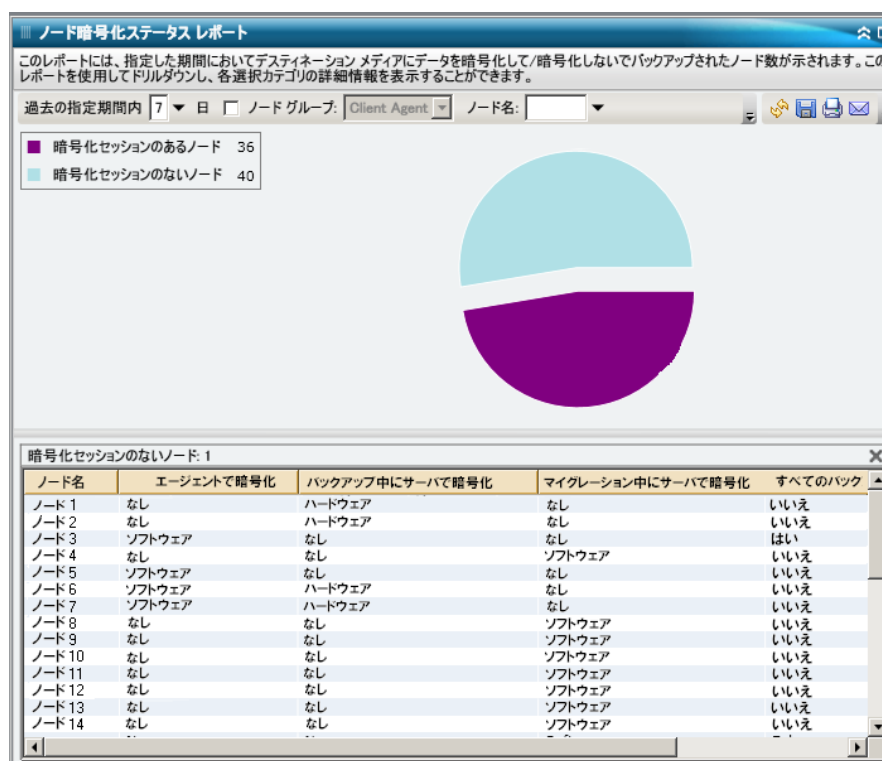 ノード暗号化ステータス レポート
このレポートには、指定した期間においてデスティネーション メディアにデータを暗号化して/暗号化しないでバックアップされたノード数が示されます。この
レポートを使用してドリルダウンし、各選択カテゴリの詳細情報を表示することができます。
過去の指定期間内 7 日 ノード グループ: Client Agent ノード名:
暗号化セッションのあるノード 36
暗号化セッションのないノード 40
暗号化セッションのないノード: 1
ノード名 エージェントで暗号化 バックアップ中にサーバで暗号化 マイグレーション中にサーバで暗号化 すべてのバック
ノード 1 なし ハードウェア なし いいえ
ノード 2 なし ハードウェア なし いいえ
ノード 3 ソフトウェア なし なし はい
ノード 4 なし なし ソフトウェア いいえ
ノード 5 ソフトウェア なし なし いいえ
ノード 6 ソフトウェア ハードウェア なし いいえ
ノード 7 ソフトウェア ハードウェア なし いいえ
ノード 8 なし なし ソフトウェア いいえ
ノード 9 なし なし ソフトウェア いいえ
ノード 10 なし なし ソフトウェア いいえ
ノード 11 なし なし ソフトウェア いいえ
ノード 12 なし なし ソフトウェア いいえ
ノード 13 なし なし ソフトウェア いいえ
ノード 14 なし なし ソフトウェア いいえ